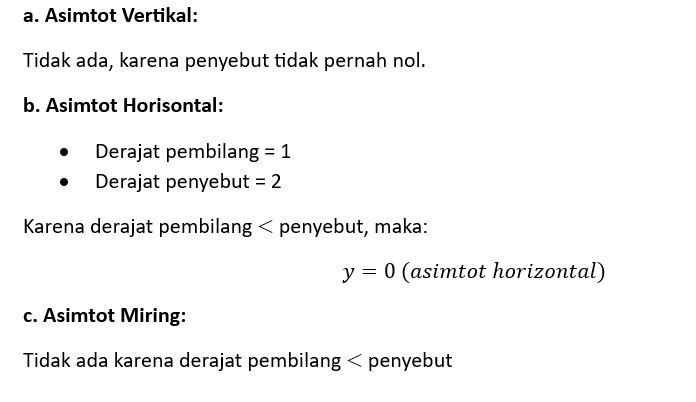 a. Asimtot Vertikal:
Tidak ada, karena penyebut tidak pernah nol.
b. Asimtot Horisontal:
• Derajat pembilang = 1
• Derajat penyebut = 2
Karena derajat pembilang < penyebut, maka:
y = 0 (asimtot horizontal)
c. Asimtot Miring:
Tidak ada karena derajat pembilang < penyebut